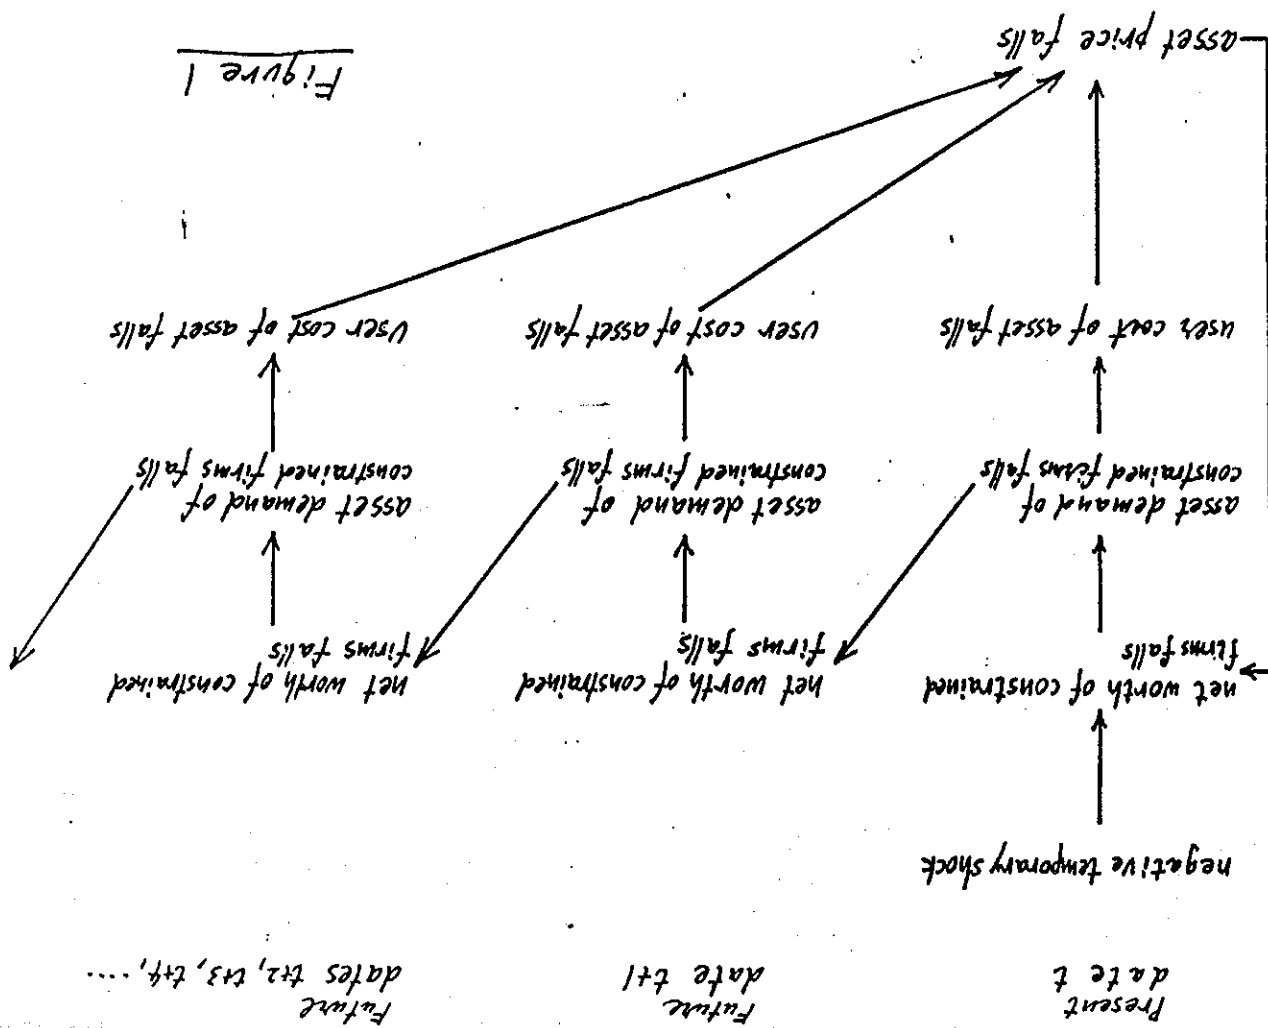 Present
date t
Future
date t+1
Future
dates t+2, t+3, t+4, .....
negative temporary shock
net worth of constrained
firms falls
net worth of constrained
firms falls
net worth of constrained
firms falls
asset demand of
constrained firms falls
asset demand of
constrained firms falls
asset demand of
constrained firms falls
user cost of asset falls
User cost of asset falls
User cost of asset falls
asset price falls
Figure 1